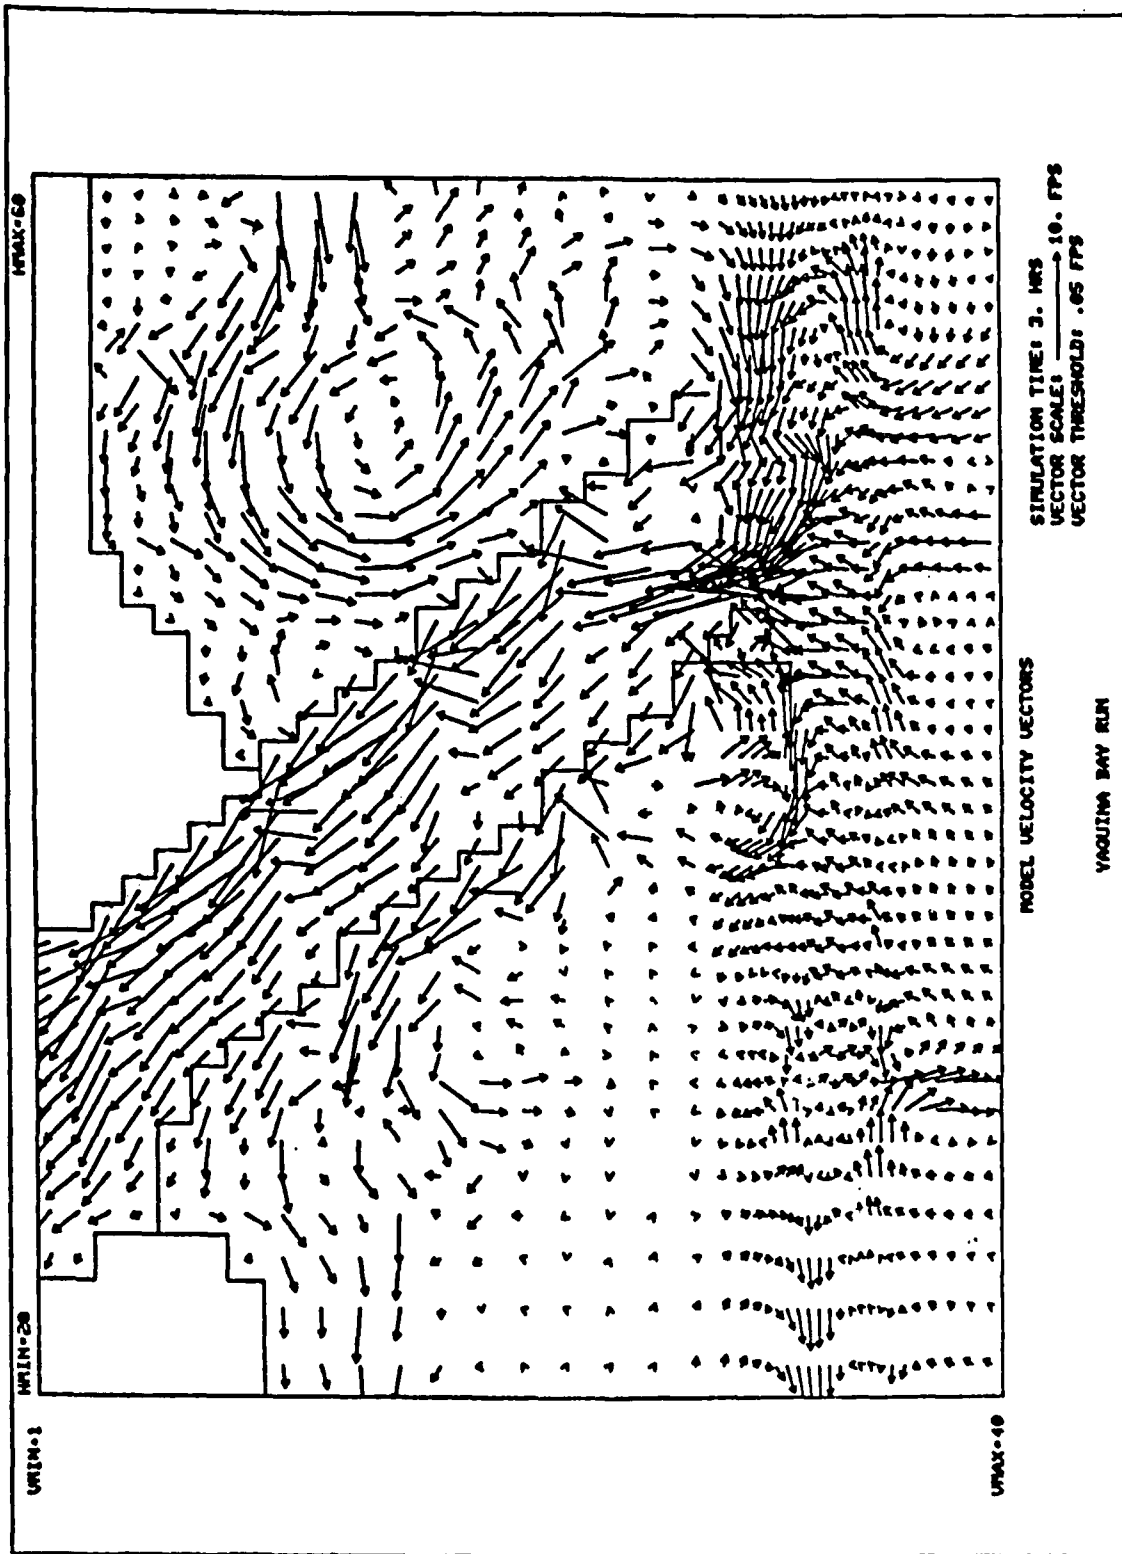 HMIN=20
HMAX=60
VMIN=1
VMAX=40
SIMULATION TIME: 3. HRS
MODEL VELOCITY VECTORS
VECTOR SCALE: 10. FPS
VECTOR THRESHOLD: .05 FPS
YAQUINA BAY RUN